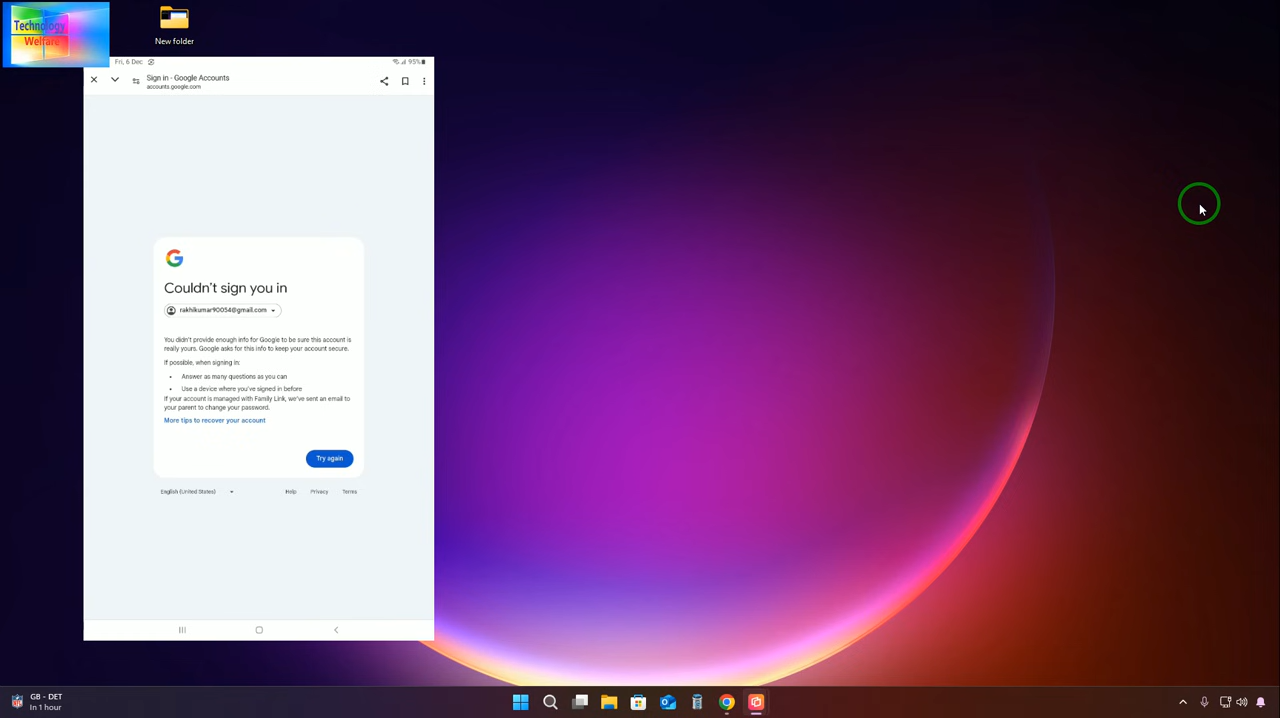 Technology
Welfare
New folder
Fri, 6 Dec
95%
Sign in - Google Accounts
accounts.google.com
Couldn't sign you in
rakhikumar90054@gmail.com
You didn't provide enough info for Google to be sure this account is
really yours. Google asks for this info to keep your account secure.
If possible, when signing in:
• Answer as many questions as you can
• Use a device where you've signed in before
If your account is managed with Family Link, we've sent an email to
your parent to change your password.
More tips to recover your account
Try again
English (United States)
Help
Privacy
Terms
GB - DET
In 1 hour